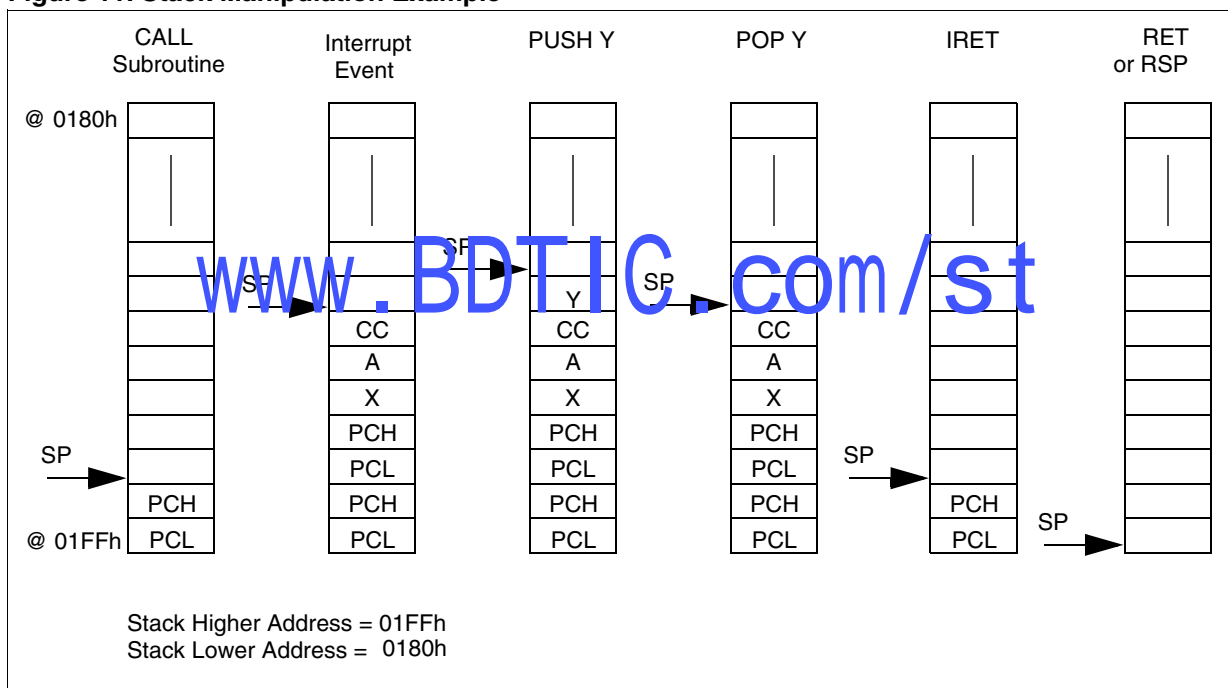 CALL
Subroutine
Interrupt
Event
PUSH Y
POP Y
IRET
RET
or RSP
@ 0180h
SP
SP
SP
www.BDTIC.com/st
Y
CC
CC
CC
A
A
A
X
X
X
PCH
PCH
PCH
SP
SP
PCL
PCL
PCL
PCH
PCH
PCH
PCH
PCH
SP
@ 01FFh
PCL
PCL
PCL
PCL
PCL
Stack Higher Address = 01FFh
Stack Lower Address = 0180h